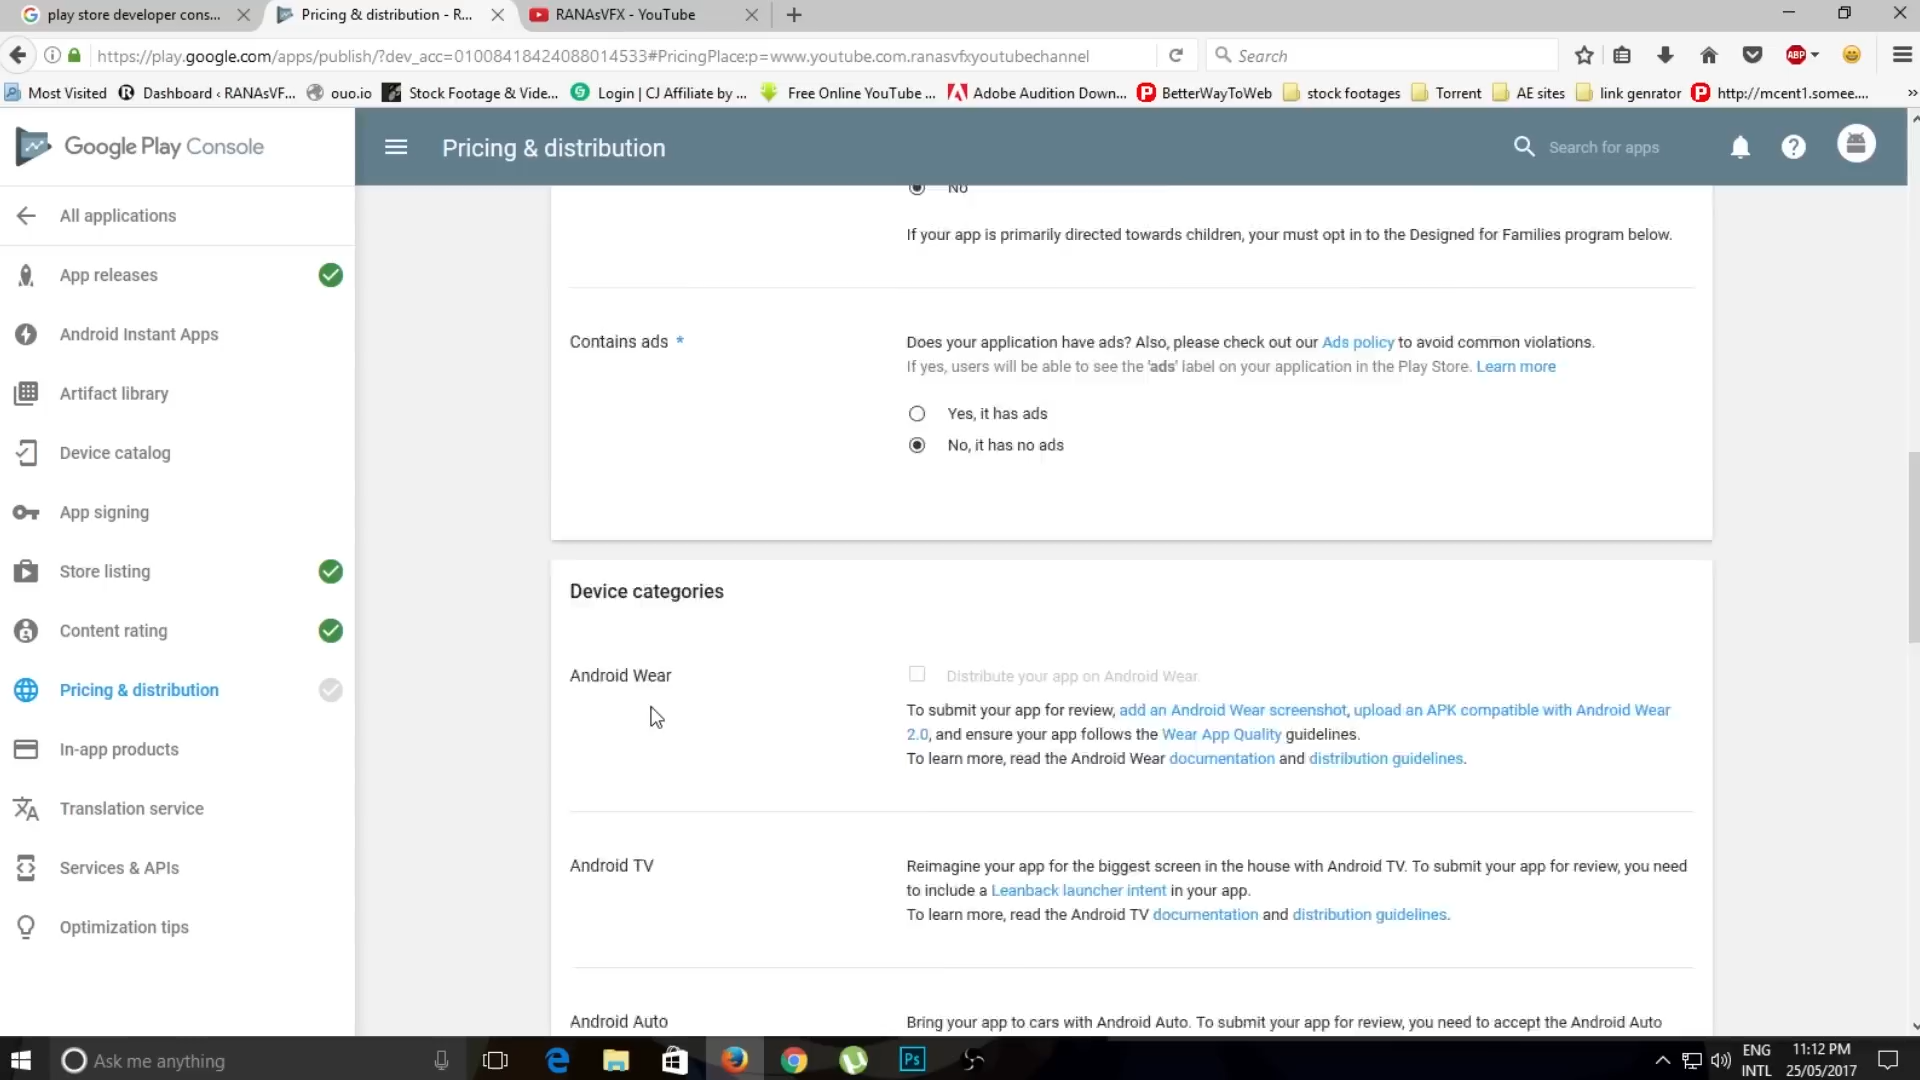 play store developer cons...
Pricing & distribution - R...
RANAsVFX - YouTube
https://play.google.com/apps/publish/?dev_acc=01008418424088014533#PricingPlace:p=www.youtube.com.ranasvfxyoutubechannel
Search
ABP
Most Visited
Dashboard ‹ RANAsVF...
ouo.io
Stock Footage & Vide...
Login | CJ Affiliate by ...
Free Online YouTube ...
Adobe Audition Down...
BetterWayToWeb
stock footages
Torrent
AE sites
link genrator
http://mcent1.somee....
Google Play Console
Pricing & distribution
Search for apps
All applications
App releases
Android Instant Apps
Artifact library
Device catalog
App signing
Store listing
Content rating
Pricing & distribution
In-app products
Translation service
Services & APIs
Optimization tips
No
If your app is primarily directed towards children, your must opt in to the Designed for Families program below.
Contains ads *
Does your application have ads? Also, please check out our Ads policy to avoid common violations.
If yes, users will be able to see the 'ads' label on your application in the Play Store. Learn more
Yes, it has ads
No, it has no ads
Device categories
Android Wear
Distribute your app on Android Wear.
To submit your app for review, add an Android Wear screenshot, upload an APK compatible with Android Wear
2.0, and ensure your app follows the Wear App Quality guidelines.
To learn more, read the Android Wear documentation and distribution guidelines.
Android TV
Reimagine your app for the biggest screen in the house with Android TV. To submit your app for review, you need
to include a Leanback launcher intent in your app.
To learn more, read the Android TV documentation and distribution guidelines.
Android Auto
Bring your app to cars with Android Auto. To submit your app for review, you need to accept the Android Auto
Ask me anything
Ps
ENG
INTL
11:12 PM
25/05/2017